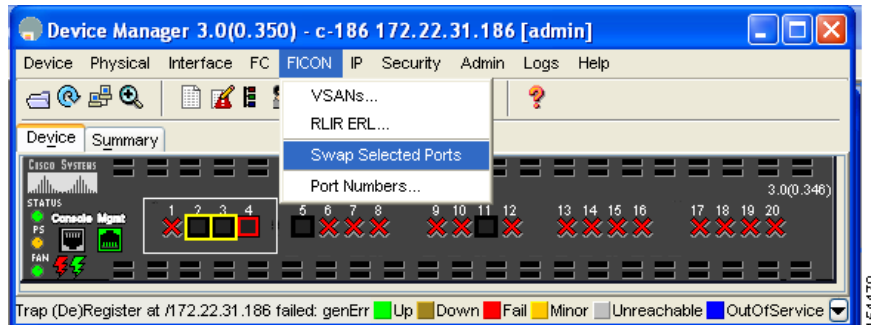 Device Manager 3.0(0.350) - c-186 172.22.31.186 [admin]
Device Physical Interface FC FICON IP Security Admin Logs Help
VSANs...
RLIR ERL...
Swap Selected Ports
Port Numbers...
Device Summary
CISCO SYSTEMS
3.0(0.346)
STATUS
Console Mgmt
1 2 3 4 5 6 7 8 9 10 11 12 13 14 15 16 17 18 19 20
PS
FAN
Trap (De)Register at /172.22.31.186 failed: genErr Up Down Fail Minor Unreachable OutOfService
154479